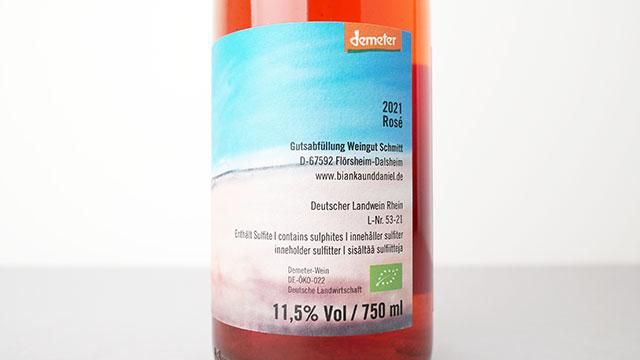 demeter
2021
Rosé
Gutsabfüllung Weingut Schmitt
D-67592 Flörsheim-Dalsheim
www.biankaunddaniel.de
Deutscher Landwein Rhein
L-Nr. 53-21
Enthält Sulfite I contains sulphites I innehåller sulfiter
inneholder sulfitter I sisältää sulfiitteja
Demeter-Wein
DE-ÖKO-022
Deutsche Landwirtschaft
11,5% Vol / 750 ml